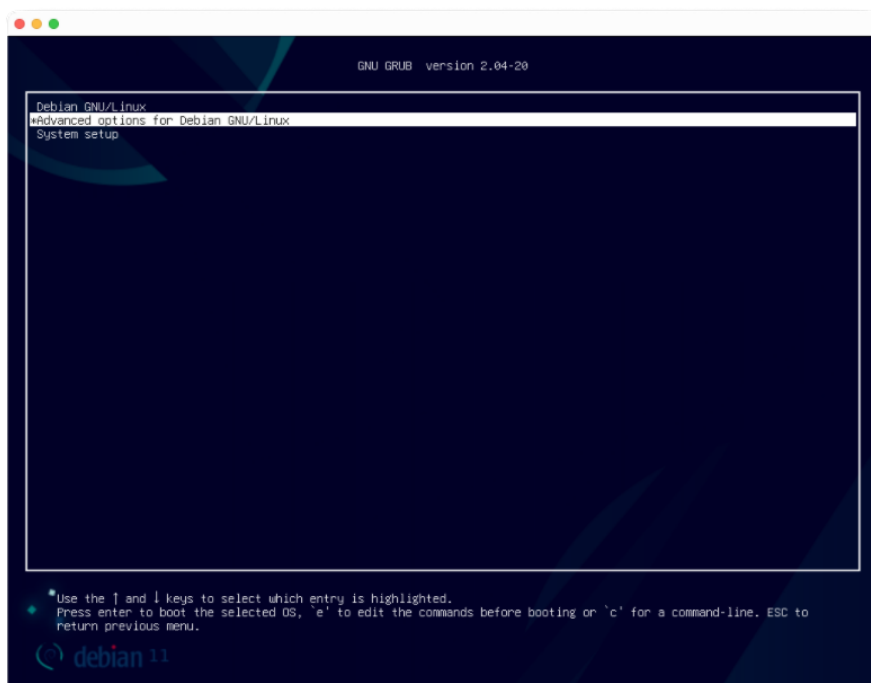 GNU GRUB version 2.04-20
Debian GNU/Linux
*Advanced options for Debian GNU/Linux
System setup
Use the ↑ and ↓ keys to select which entry is highlighted.
Press enter to boot the selected OS, `e' to edit the commands before booting or `c' for a command-line. ESC to
return previous menu.
debian 11